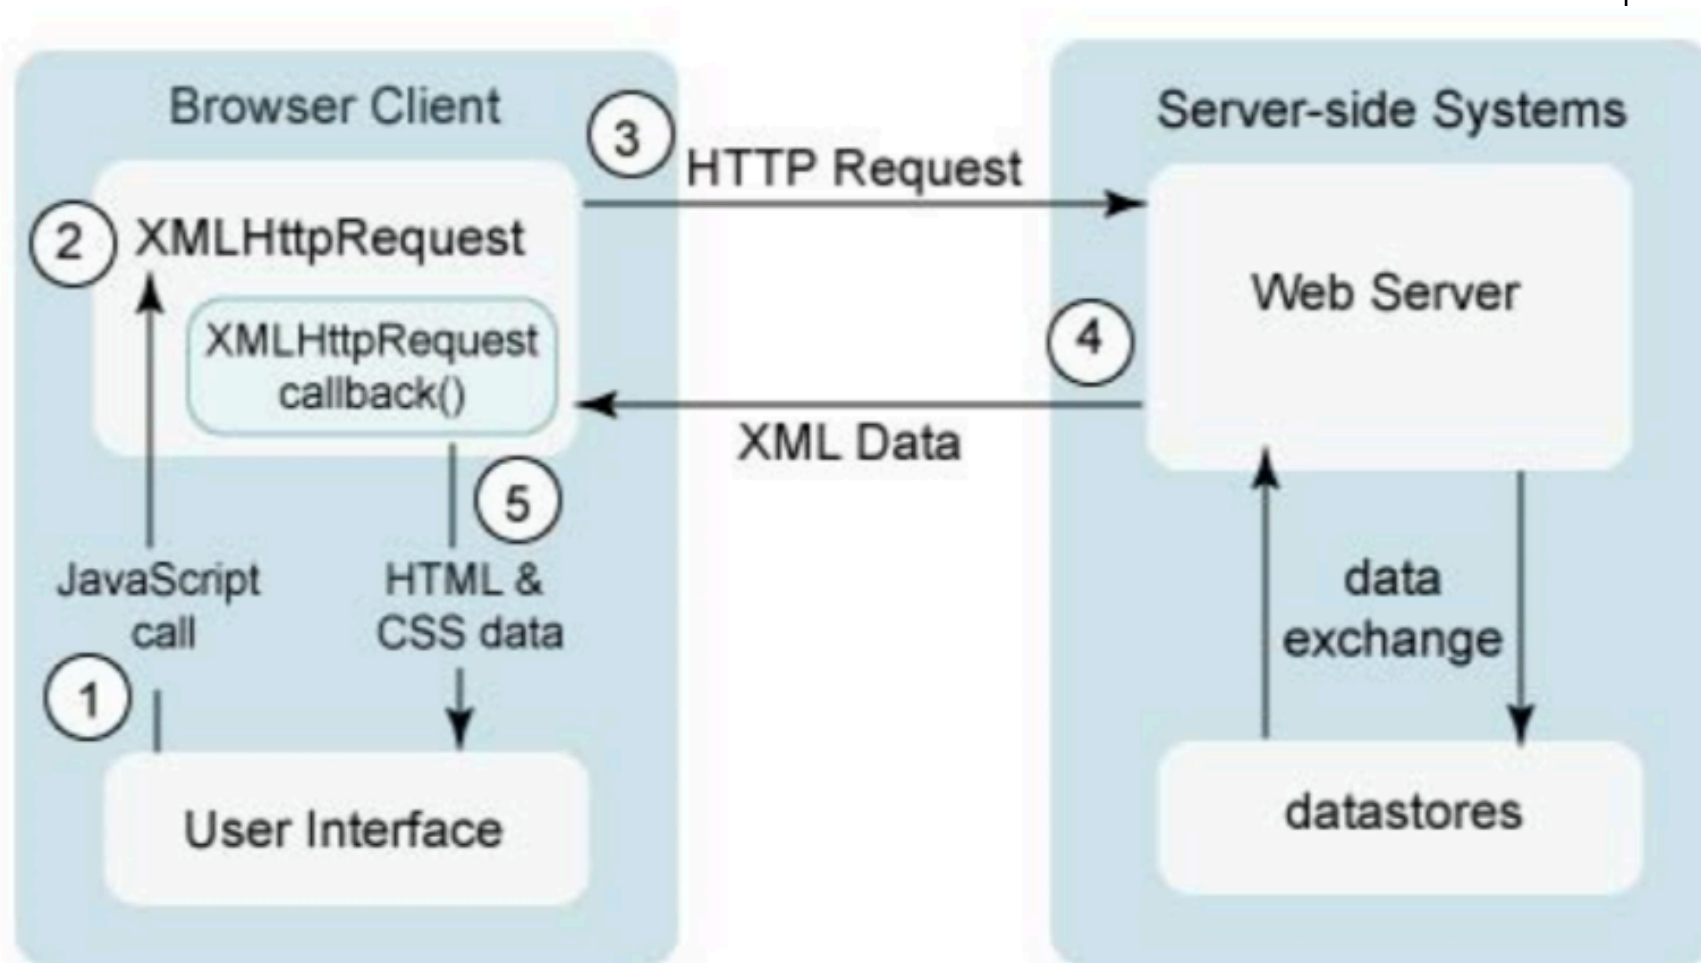 Browser Client
Server-side Systems
3
HTTP Request
2
XMLHttpRequest
XMLHttpRequest
callback()
Web Server
4
XML Data
5
JavaScript
call
HTML &
CSS data
data
exchange
1
User Interface
datastores